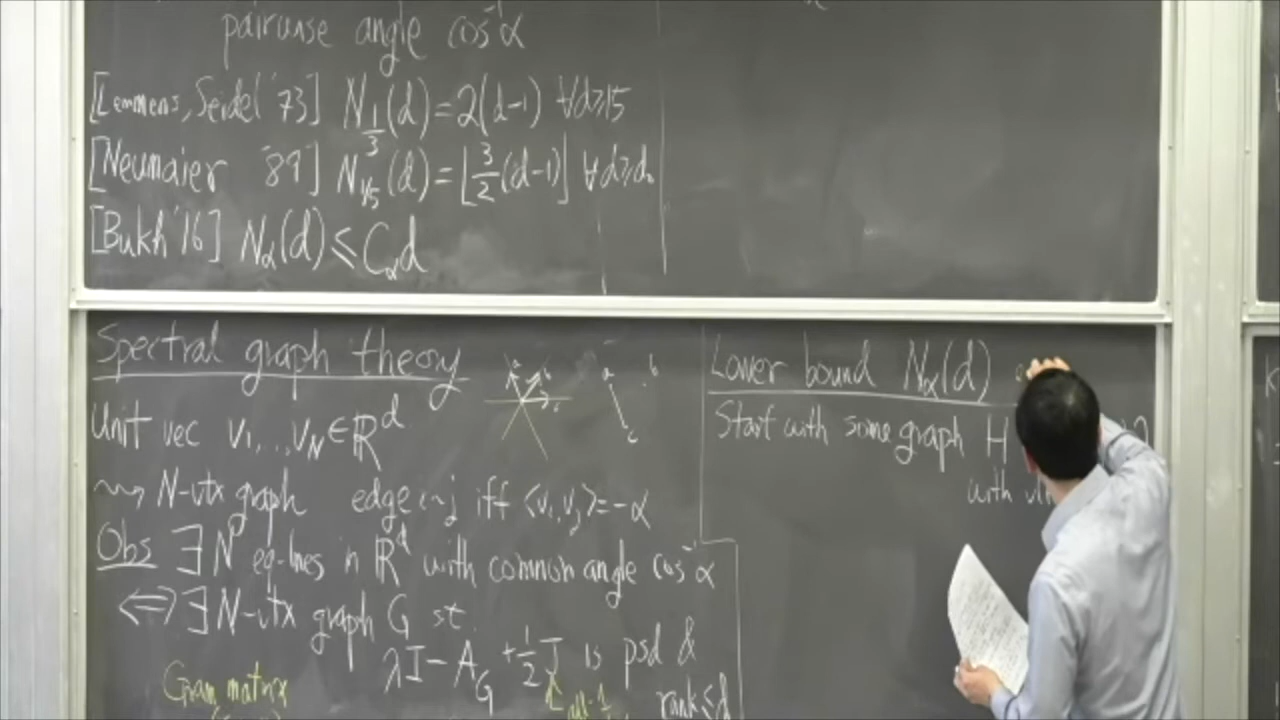 pairwise angle cos⁻¹α
[Lemmens, Seidel '73] N_{1/3}(d) = 2(d-1) ∀d≥15
[Neumaier '89] N_{1/5}(d) = ⌊3/2(d-1)⌋ ∀d≥d₀
[Bukh '16] N_α(d) ≤ C_α d
Spectral graph theory
a b c
a b c
Unit vec v₁,...,v_N ∈ ℝ^d
⇝ N-vtx graph edge i~j iff ⟨v_i, v_j⟩ = -α
Obs ∃ N eq-lines in ℝ^d with common angle cos⁻¹α
⟺ ∃ N-vtx graph G st.
λI - A_G + 1/2 J is psd &
rank ≤ d
Gram matrix
all-1
Lower bound N_α(d)
Start with some graph H
with